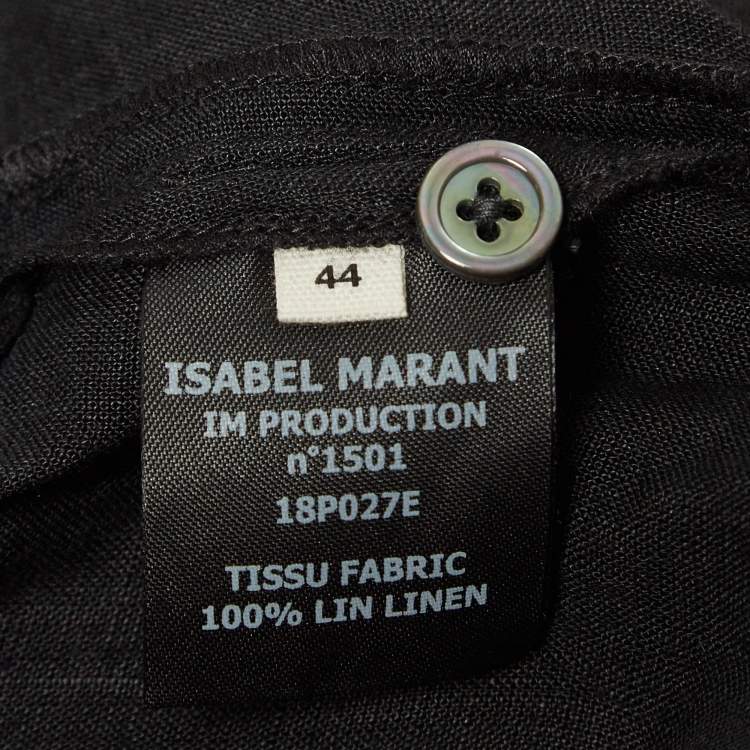 44
ISABEL MARANT
IM PRODUCTION
n°1501
18P027E
TISSU FABRIC
100% LIN LINEN